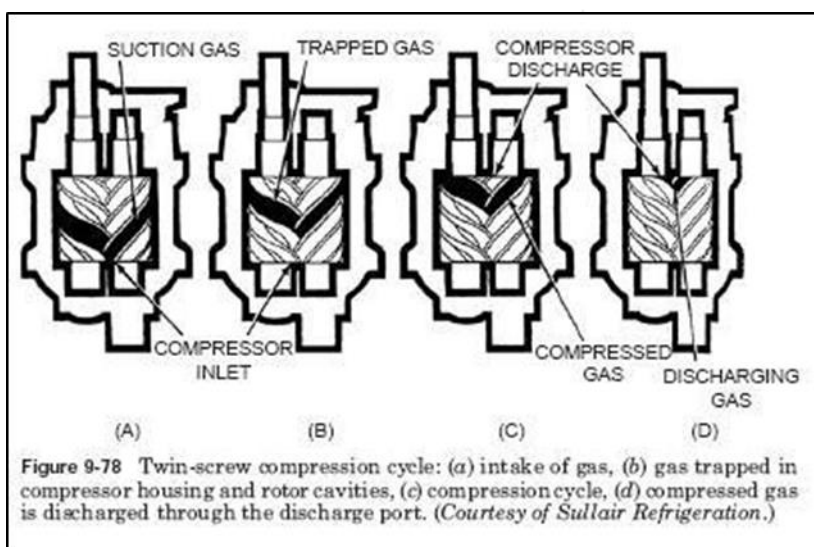 SUCTION GAS
TRAPPED GAS
COMPRESSOR
DISCHARGE
COMPRESSOR
INLET
COMPRESSED
GAS
DISCHARGING
GAS
(A)
(B)
(C)
(D)
Figure 9-78 Twin-screw compression cycle: (a) intake of gas, (b) gas trapped in
compressor housing and rotor cavities, (c) compression cycle, (d) compressed gas
is discharged through the discharge port. (Courtesy of Sullair Refrigeration.)